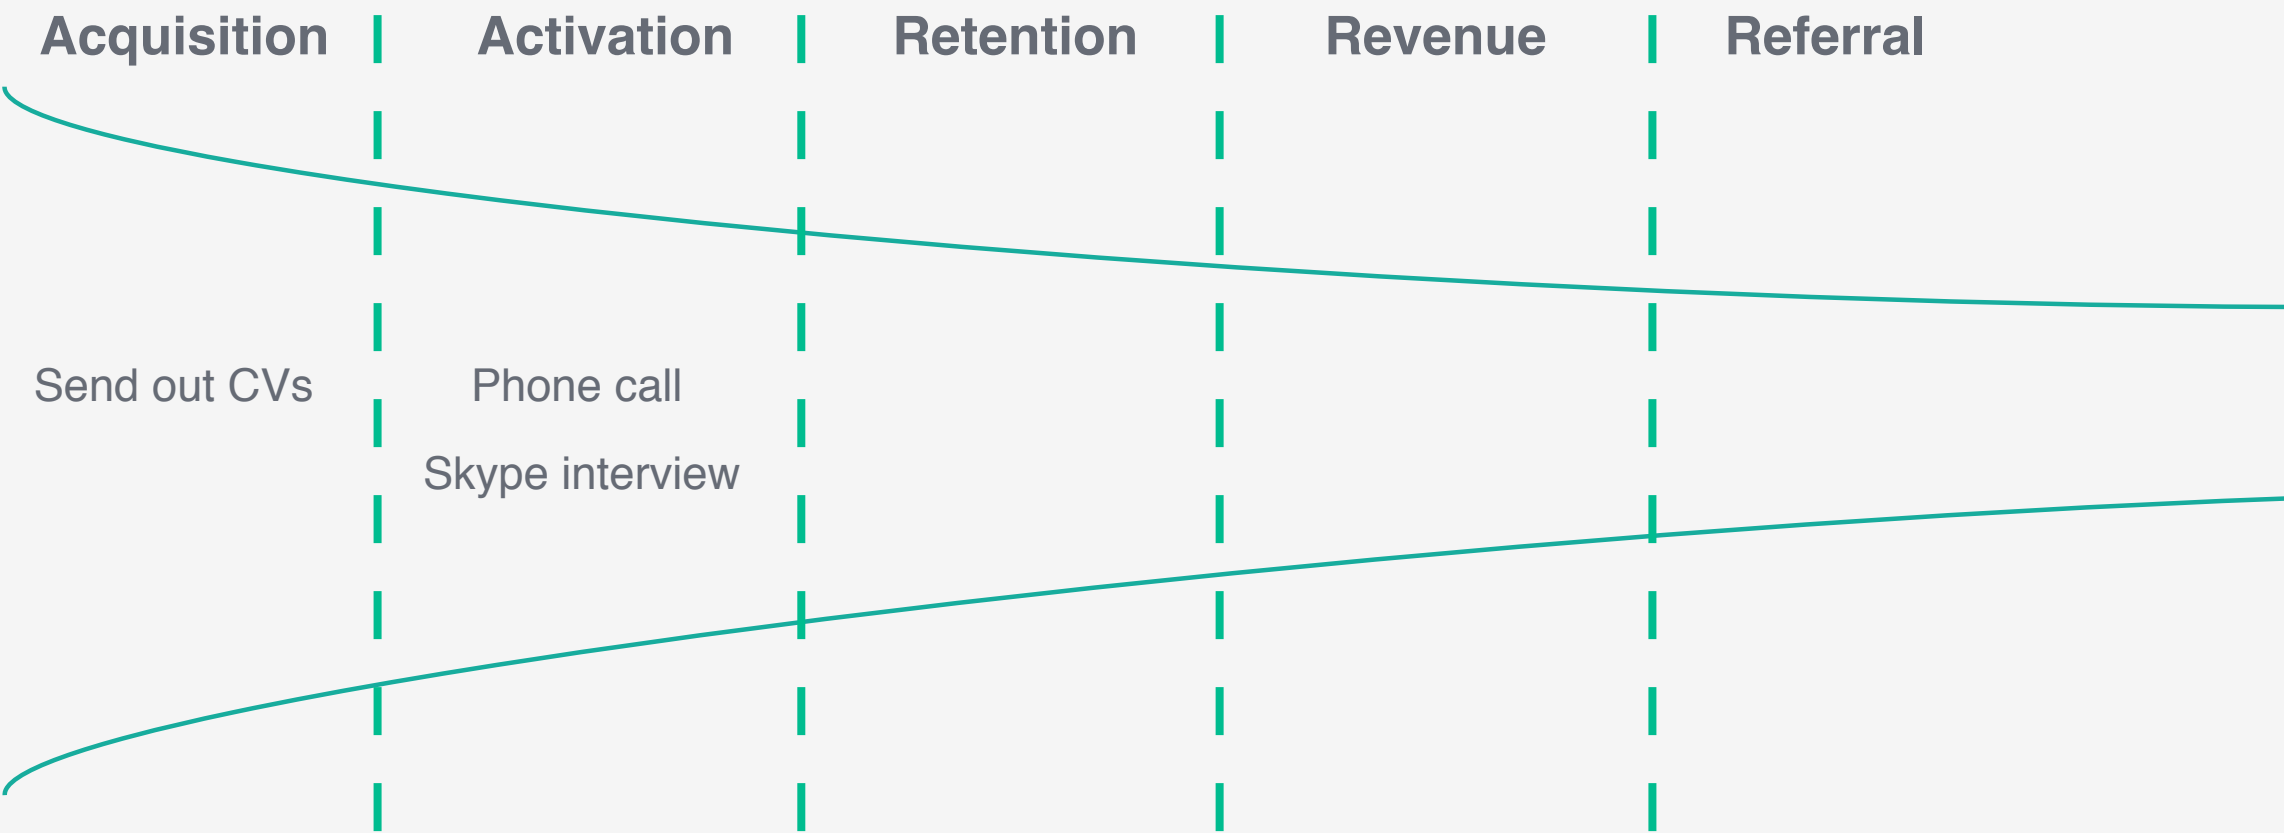 Acquisition Activation Retention Revenue Referral
Send out CVs Phone call
Skype interview